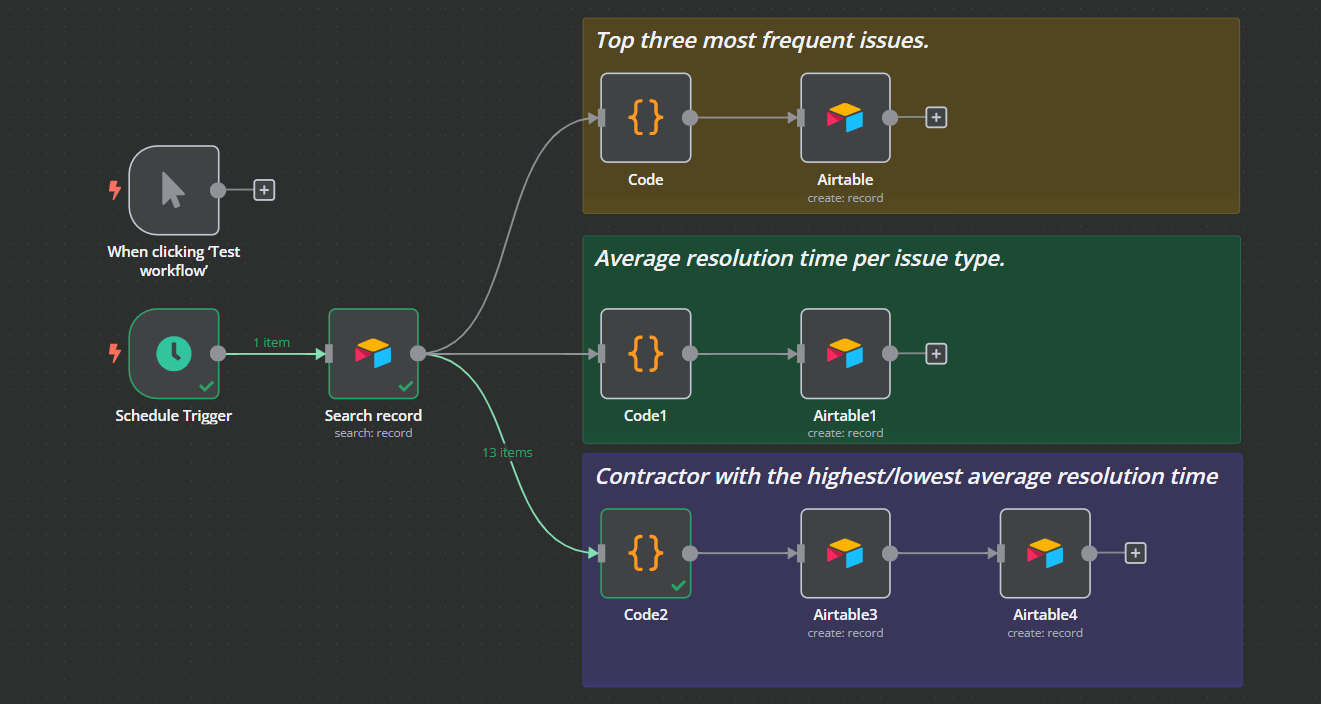 Top three most frequent issues.
Code
Airtable
create: record
When clicking ‘Test
workflow’
Average resolution time per issue type.
1 item
Schedule Trigger
Search record
search: record
Code1
Airtable1
create: record
13 items
Contractor with the highest/lowest average resolution time
Code2
Airtable3
create: record
Airtable4
create: record